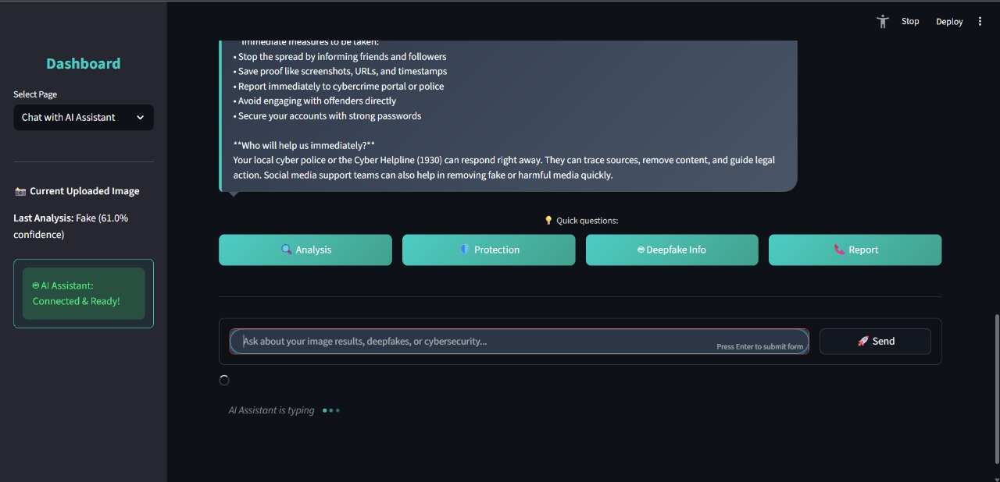 Stop
Deploy
Dashboard
Select Page
Chat with AI Assistant
Current Uploaded Image
Last Analysis: Fake (61.0%
confidence)
AI Assistant:
Connected & Ready!
Immediate measures to be taken:
• Stop the spread by informing friends and followers
• Save proof like screenshots, URLs, and timestamps
• Report immediately to cybercrime portal or police
• Avoid engaging with offenders directly
• Secure your accounts with strong passwords
**Who will help us immediately?**
Your local cyber police or the Cyber Helpline (1930) can respond right away. They can trace sources, remove content, and guide legal
action. Social media support teams can also help in removing fake or harmful media quickly.
Quick questions:
Analysis
Protection
Deepfake Info
Report
Ask about your image results, deepfakes, or cybersecurity...
Press Enter to submit form
Send
AI Assistant is typing